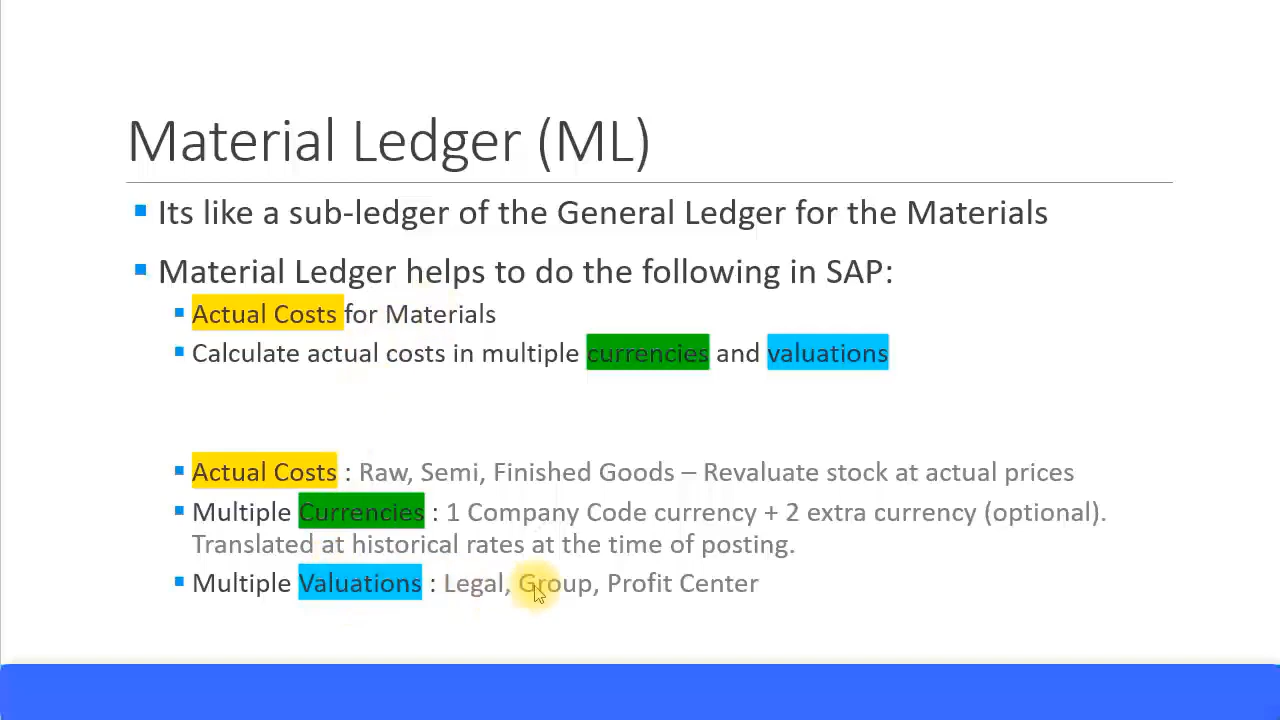 Material Ledger (ML)
Its like a sub-ledger of the General Ledger for the Materials
Material Ledger helps to do the following in SAP:
Actual Costs for Materials
Calculate actual costs in multiple currencies and valuations
Actual Costs : Raw, Semi, Finished Goods – Revaluate stock at actual prices
Multiple Currencies : 1 Company Code currency + 2 extra currency (optional).
Translated at historical rates at the time of posting.
Multiple Valuations : Legal, Group, Profit Center